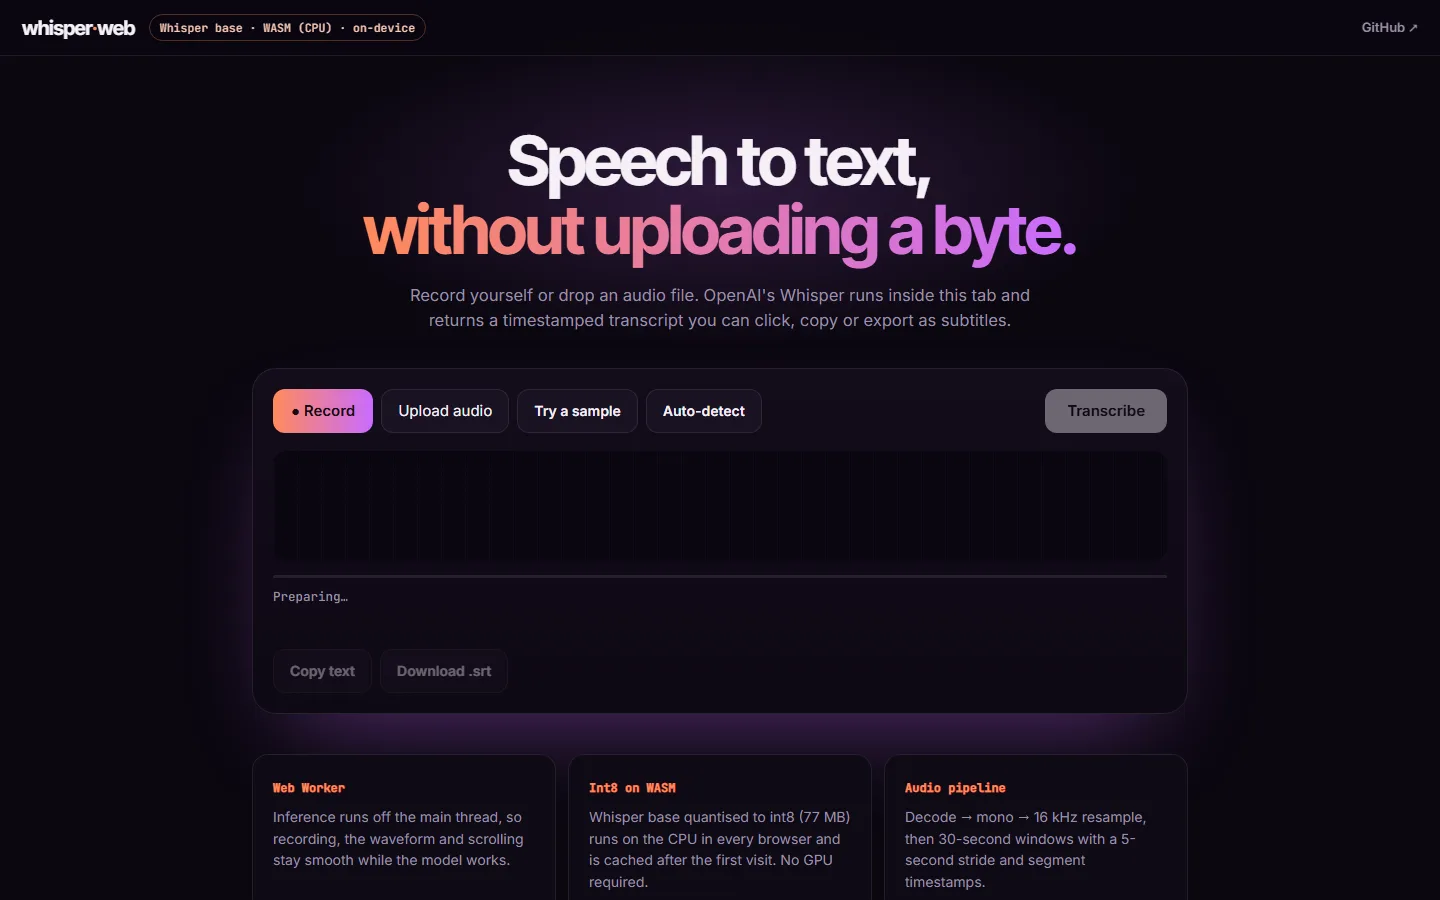 whisper·web
Whisper base · WASM (CPU) · on-device
GitHub ↗
Speech to text,
without uploading a byte.
Record yourself or drop an audio file. OpenAI's Whisper runs inside this tab and
returns a timestamped transcript you can click, copy or export as subtitles.
● Record
Upload audio
Try a sample
Auto-detect
Transcribe
Preparing…
Copy text
Download .srt
Web Worker
Inference runs off the main thread, so
recording, the waveform and scrolling
stay smooth while the model works.
Int8 on WASM
Whisper base quantised to int8 (77 MB)
runs on the CPU in every browser and
is cached after the first visit. No GPU
required.
Audio pipeline
Decode → mono → 16 kHz resample,
then 30-second windows with a 5-
second stride and segment
timestamps.